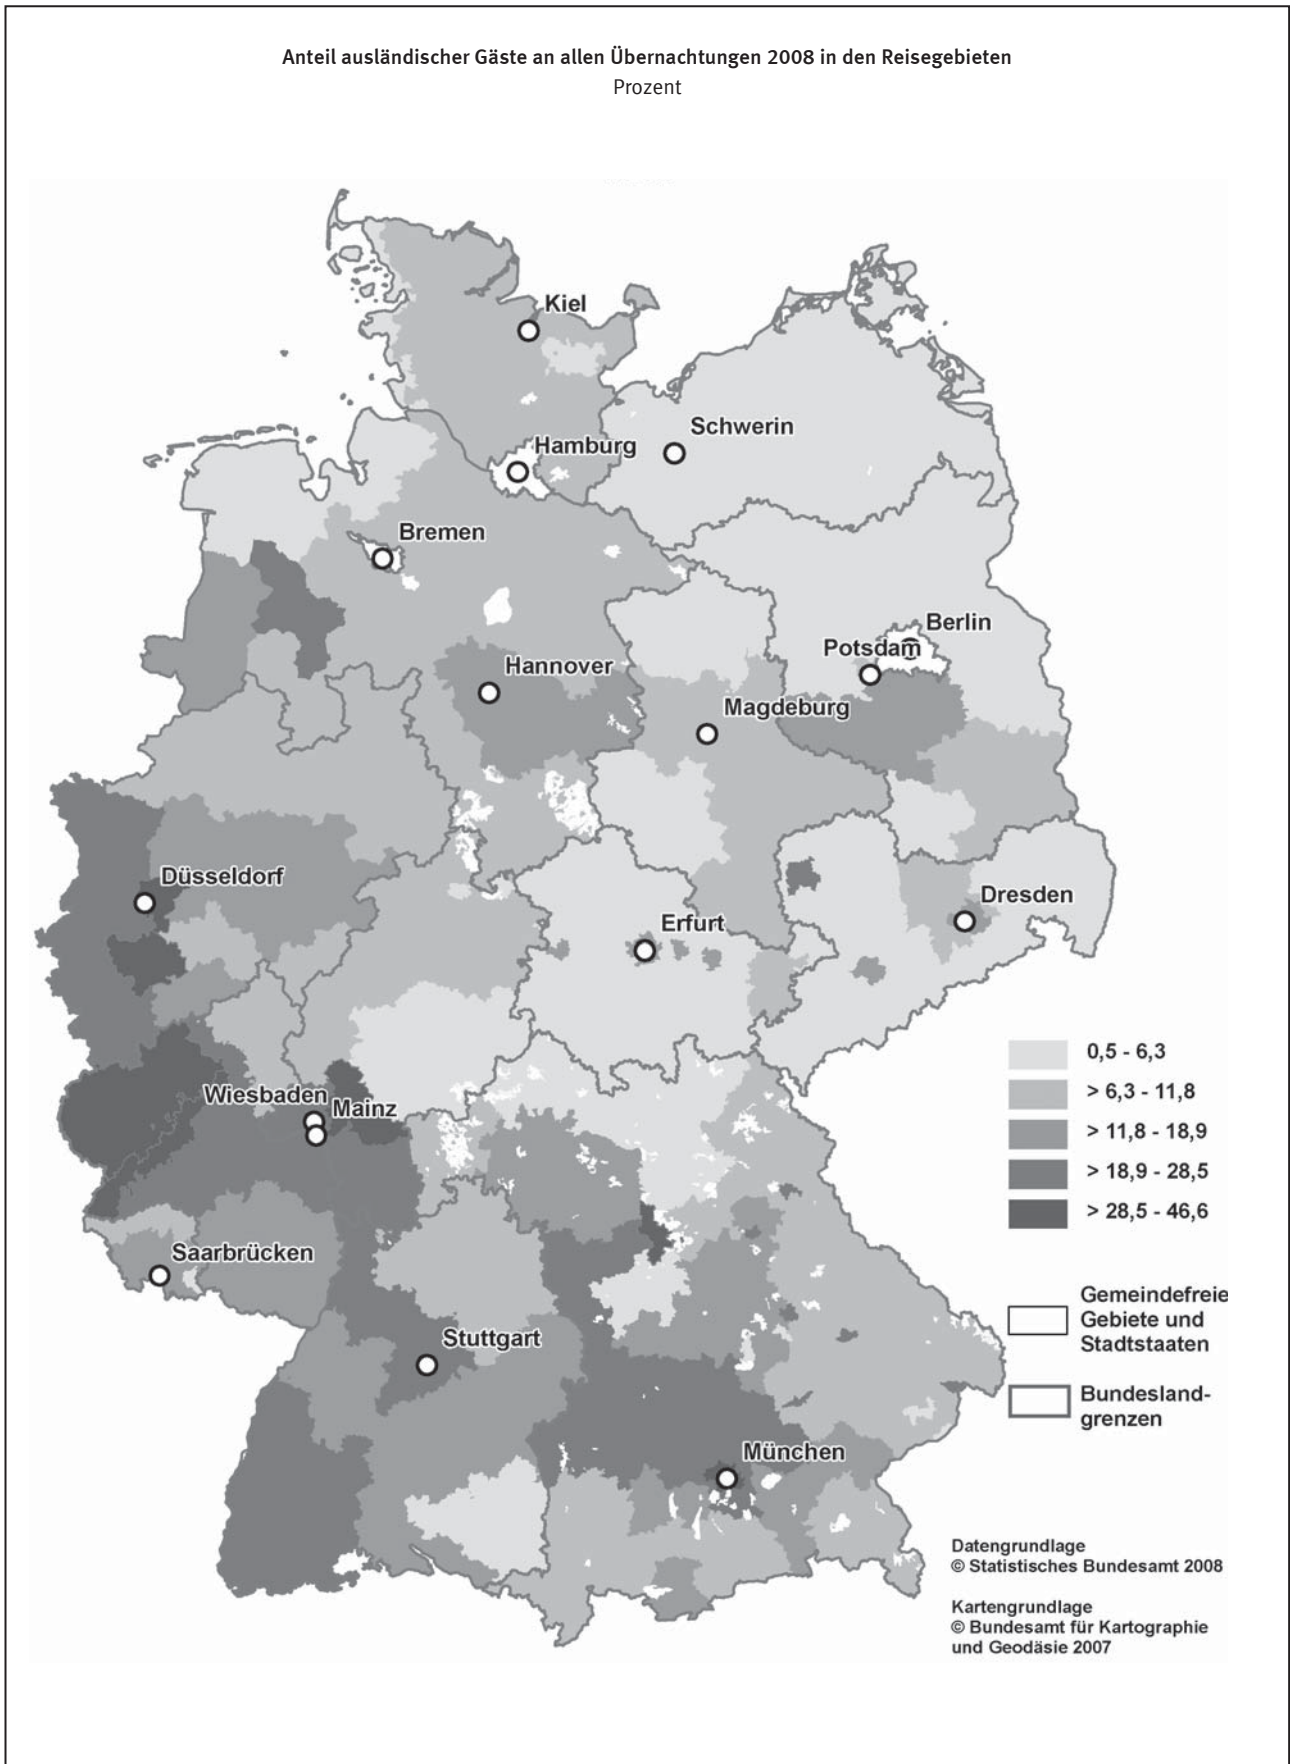 Anteil ausländischer Gäste an allen Übernachtungen 2008 in den Reisegebieten
Prozent
Kiel
Schwerin
Hamburg
Bremen
Berlin
Potsdam
Hannover
Magdeburg
Düsseldorf
Dresden
Erfurt
Wiesbaden
Mainz
Saarbrücken
Stuttgart
München
0,5 - 6,3
> 6,3 - 11,8
> 11,8 - 18,9
> 18,9 - 28,5
> 28,5 - 46,6
Gemeindefreie
Gebiete und
Stadtstaaten
Bundesland-
grenzen
Datengrundlage
© Statistisches Bundesamt 2008
Kartengrundlage
© Bundesamt für Kartographie
und Geodäsie 2007